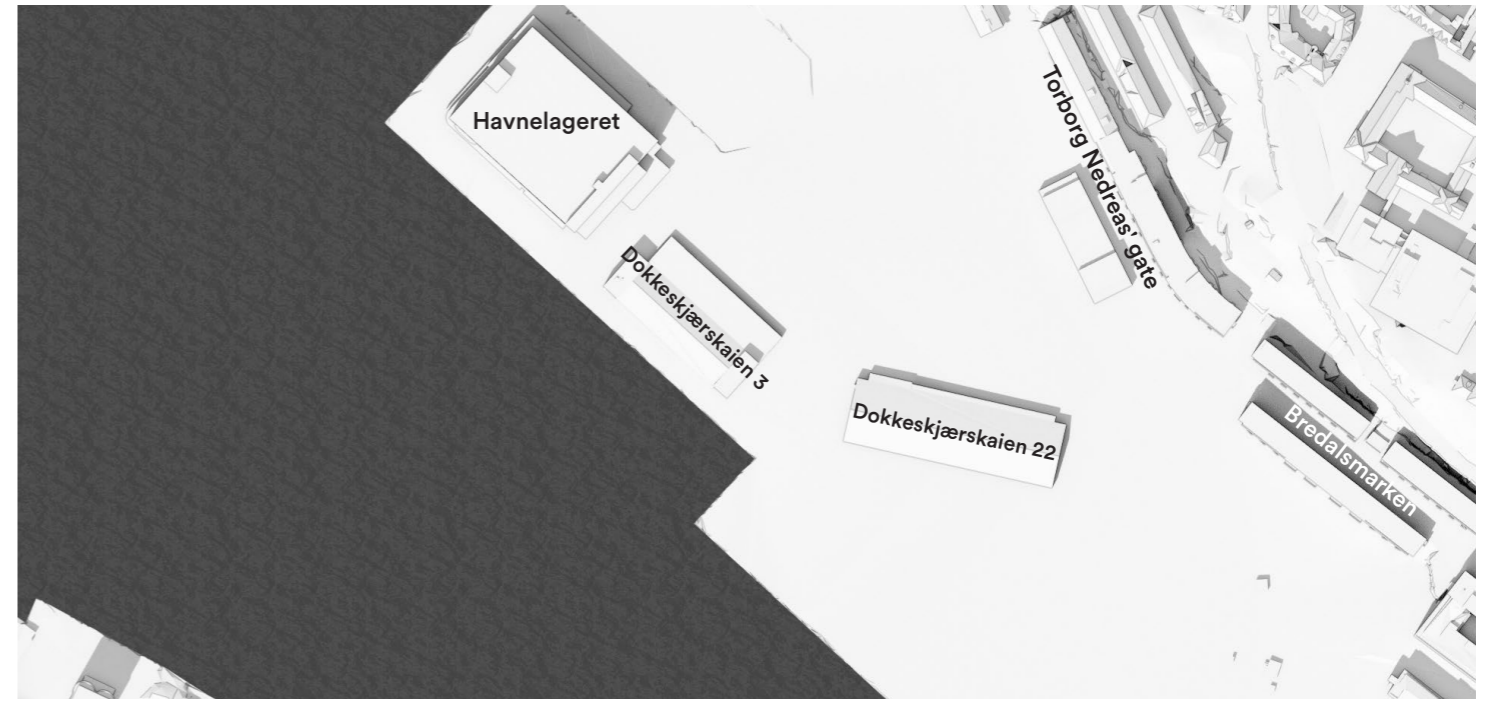 Havnelageret
Torborg Nedreas' gate
Dokkeskjærskaien 3
Dokkeskjærskaien 22
Bredalsmarken